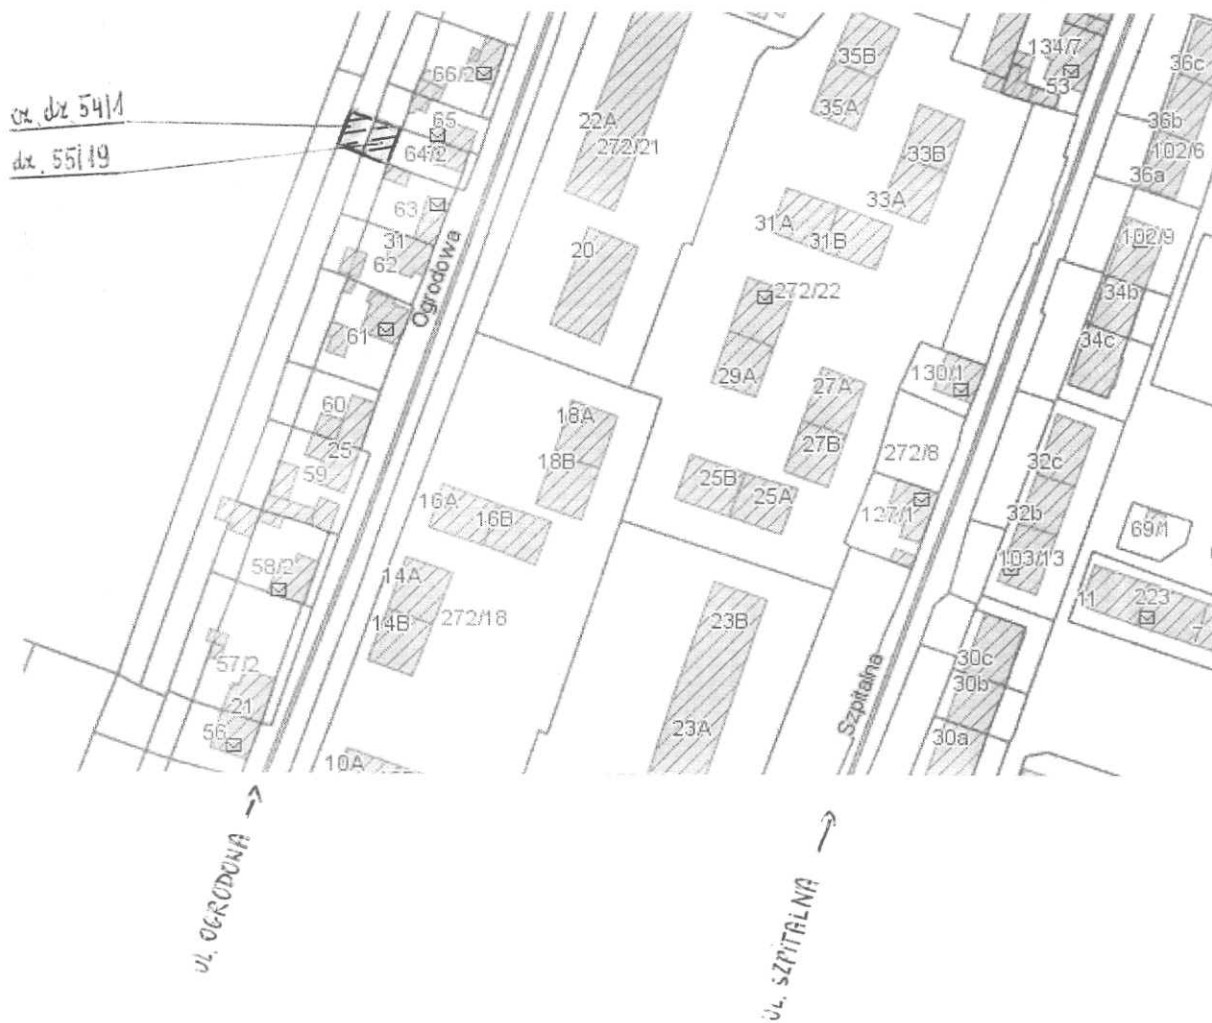 cz. dz 54/1
dz. 55/19
66/2
65
64/2
63
31
62
Ogrodowa
61
60
25
59
58/2
57/2
21
56
22A
272/21
20
18A
18B
16A
16B
14A
14B
272/18
10A
35B
35A
33B
33A
31A
31B
272/22
29A
27A
27B
25B
25A
23B
23A
134/7
53
130/1
272/8
127/1
Szpitalna
36c
36b
102/6
36a
102/9
34b
34c
32c
32b
103/13
69/1
11
223
7
30c
30b
30a
UL. OGRODOWA
UL. SZPITALNA